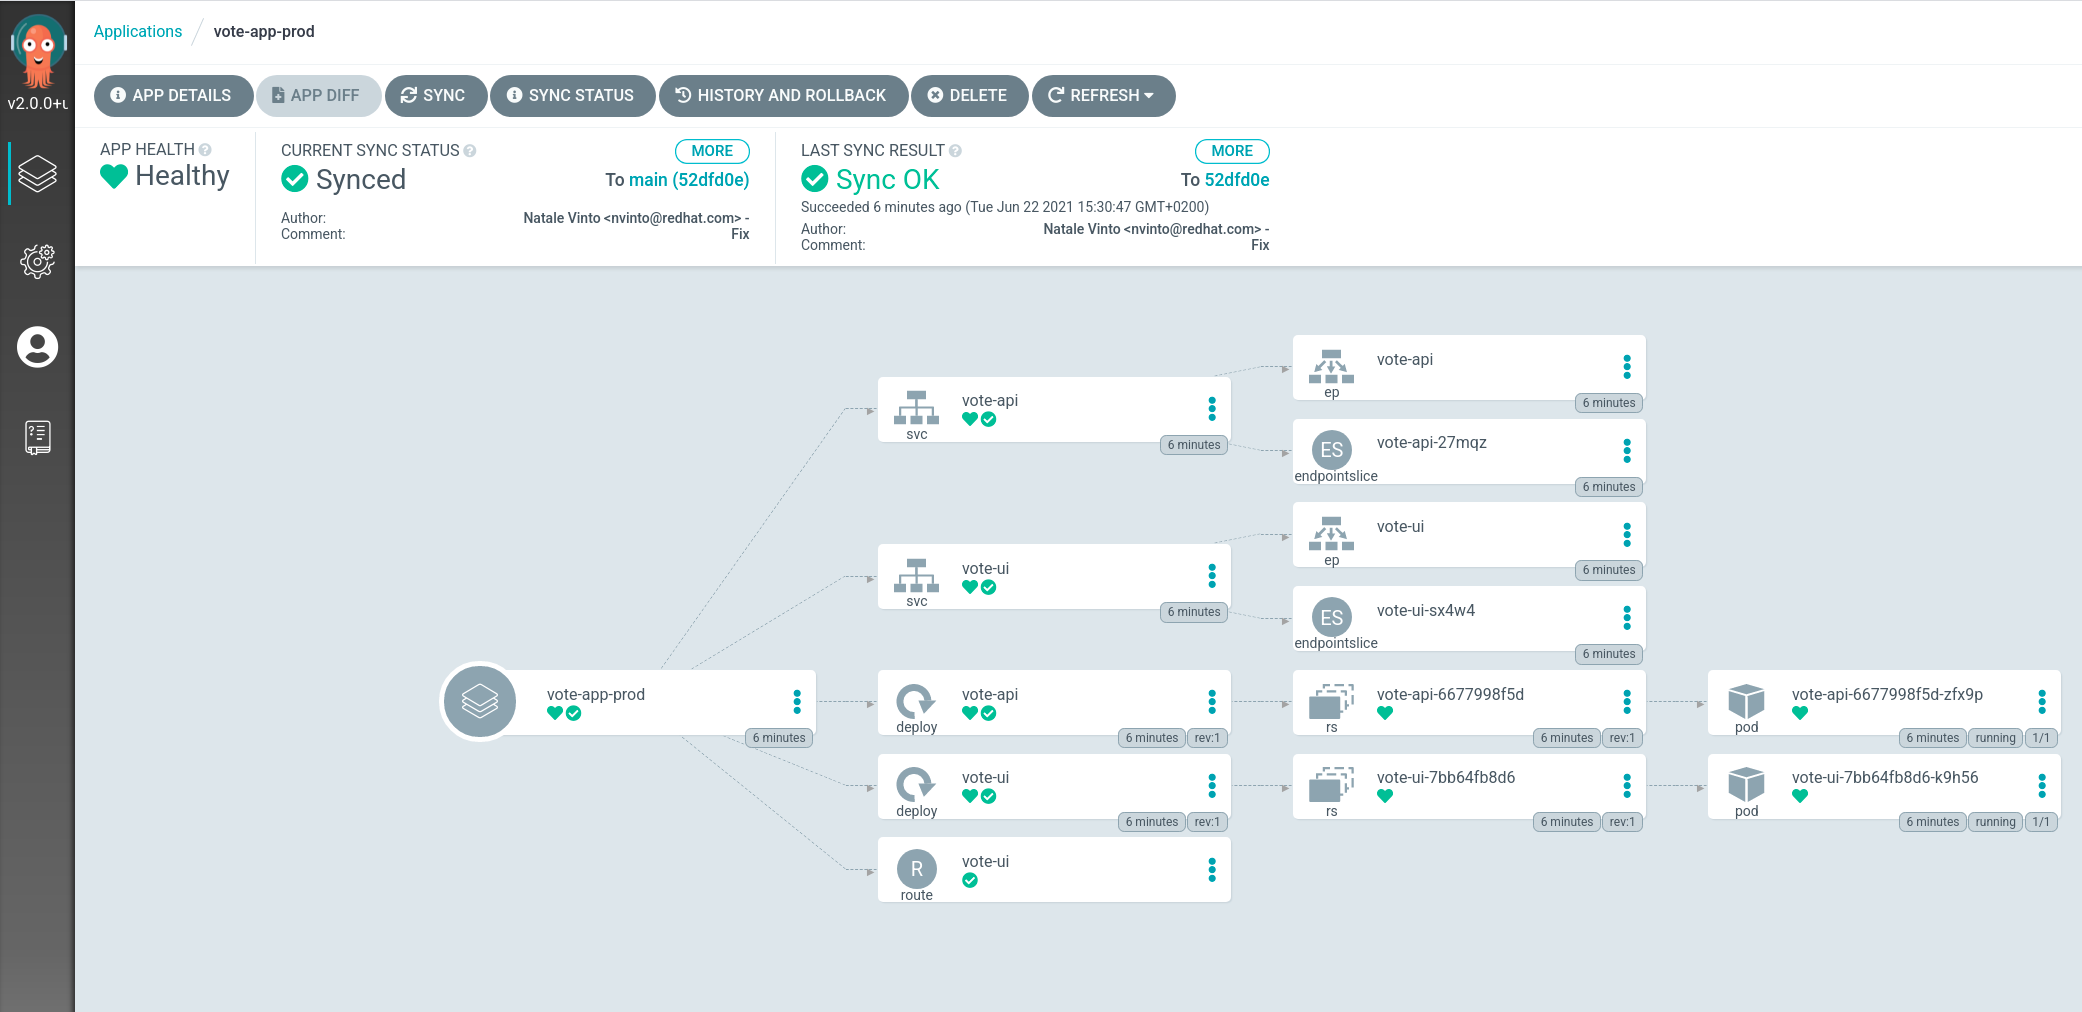 Applications / vote-app-prod
v2.0.0+u
APP DETAILS
APP DIFF
SYNC
SYNC STATUS
HISTORY AND ROLLBACK
DELETE
REFRESH
APP HEALTH
Healthy
CURRENT SYNC STATUS
MORE
Synced
To main (52dfd0e)
Author: Natale Vinto <nvinto@redhat.com> -
Comment: Fix
LAST SYNC RESULT
MORE
Sync OK
To 52dfd0e
Succeeded 6 minutes ago (Tue Jun 22 2021 15:30:47 GMT+0200)
Author: Natale Vinto <nvinto@redhat.com> -
Comment: Fix
vote-app-prod
6 minutes
vote-api
svc
6 minutes
vote-ui
svc
6 minutes
vote-api
deploy
6 minutes rev:1
vote-ui
deploy
6 minutes rev:1
R
vote-ui
route
vote-api
ep
6 minutes
ES
vote-api-27mqz
endpointslice
6 minutes
vote-ui
ep
6 minutes
ES
vote-ui-sx4w4
endpointslice
6 minutes
vote-api-6677998f5d
rs
6 minutes rev:1
vote-ui-7bb64fb8d6
rs
6 minutes rev:1
vote-api-6677998f5d-zfx9p
pod
6 minutes running 1/1
vote-ui-7bb64fb8d6-k9h56
pod
6 minutes running 1/1